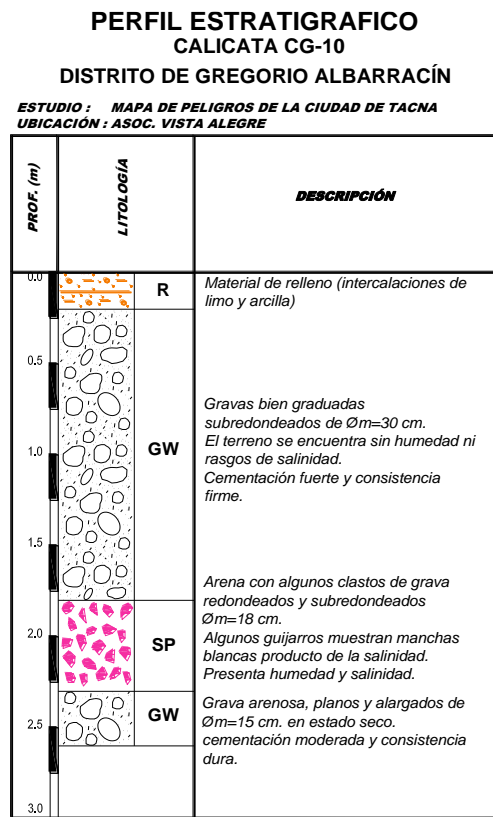 PERFIL ESTRATIGRAFICO
CALICATA CG-10
DISTRITO DE GREGORIO ALBARRACÍN
ESTUDIO : MAPA DE PELIGROS DE LA CIUDAD DE TACNA
UBICACIÓN : ASOC. VISTA ALEGRE
PROF. (m)
LITOLOGÍA
DESCRIPCIÓN
0.0
R
Material de relleno (intercalaciones de
limo y arcilla)
0.5
1.0
1.5
GW
Gravas bien graduadas
subredondeados de Øm=30 cm.
El terreno se encuentra sin humedad ni
rasgos de salinidad.
Cementación fuerte y consistencia
firme.
2.0
SP
Arena con algunos clastos de grava
redondeados y subredondeados
Øm=18 cm.
Algunos guijarros muestran manchas
blancas producto de la salinidad.
Presenta humedad y salinidad.
2.5
GW
Grava arenosa, planos y alargados de
Øm=15 cm. en estado seco.
cementación moderada y consistencia
dura.
3.0